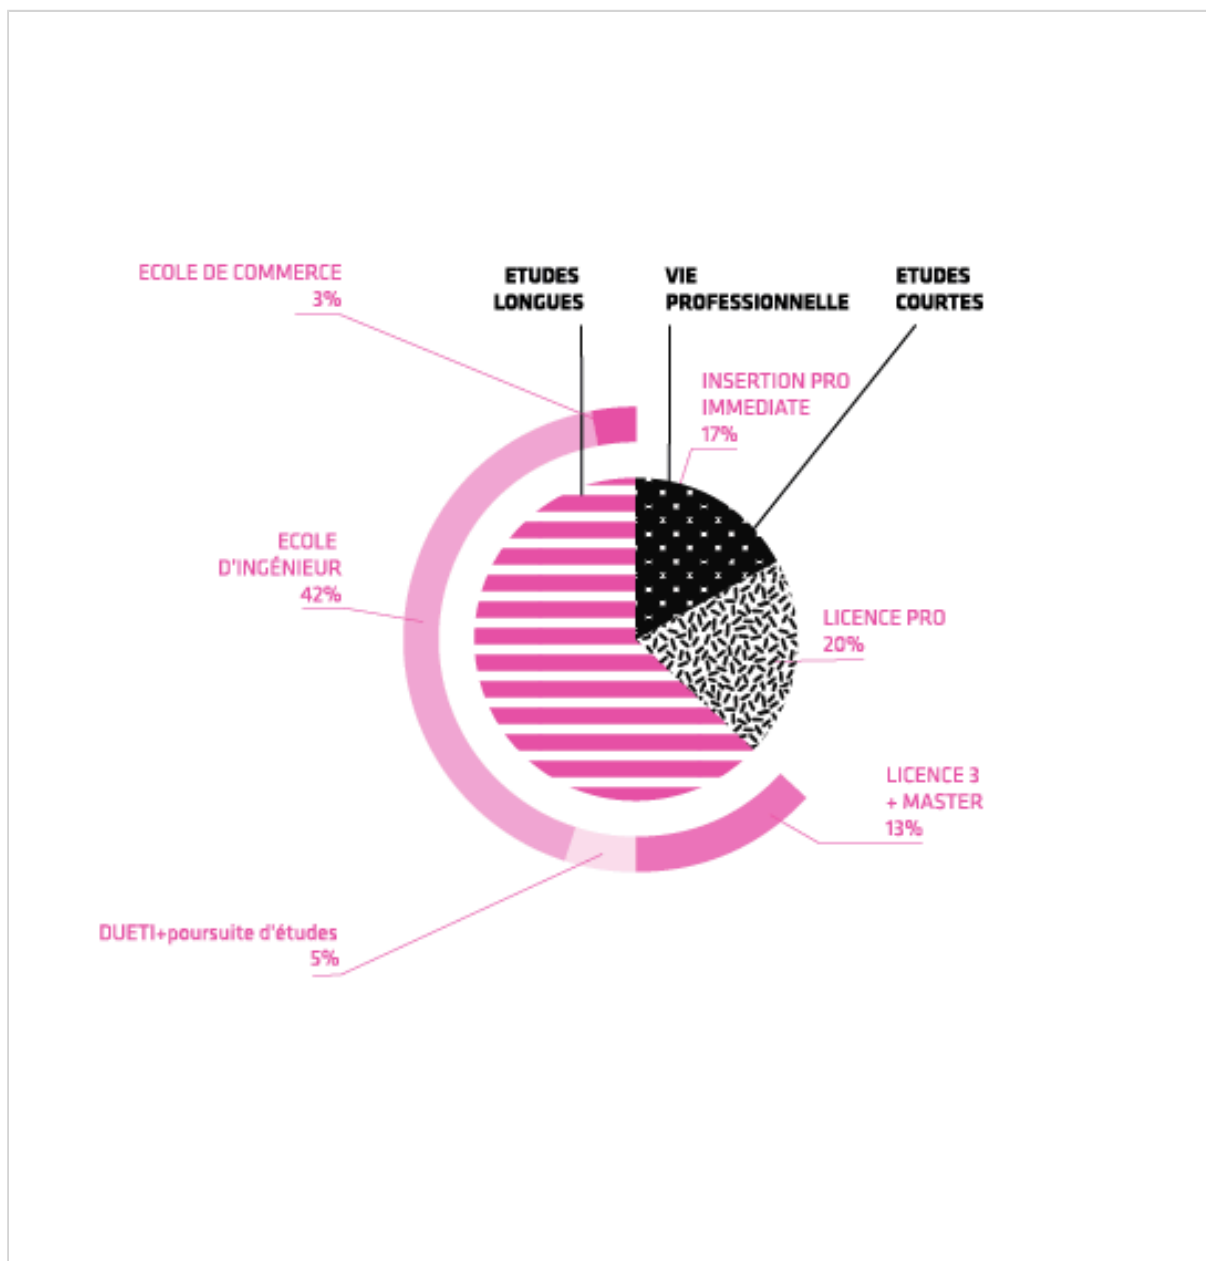 ECOLE DE COMMERCE
3%
ETUDES
LONGUES
VIE
PROFESSIONNELLE
ETUDES
COURTES
INSERTION PRO
IMMEDIATE
17%
ECOLE
D'INGÉNIEUR
42%
LICENCE PRO
20%
LICENCE 3
+ MASTER
13%
DUETI+poursuite d'études
5%